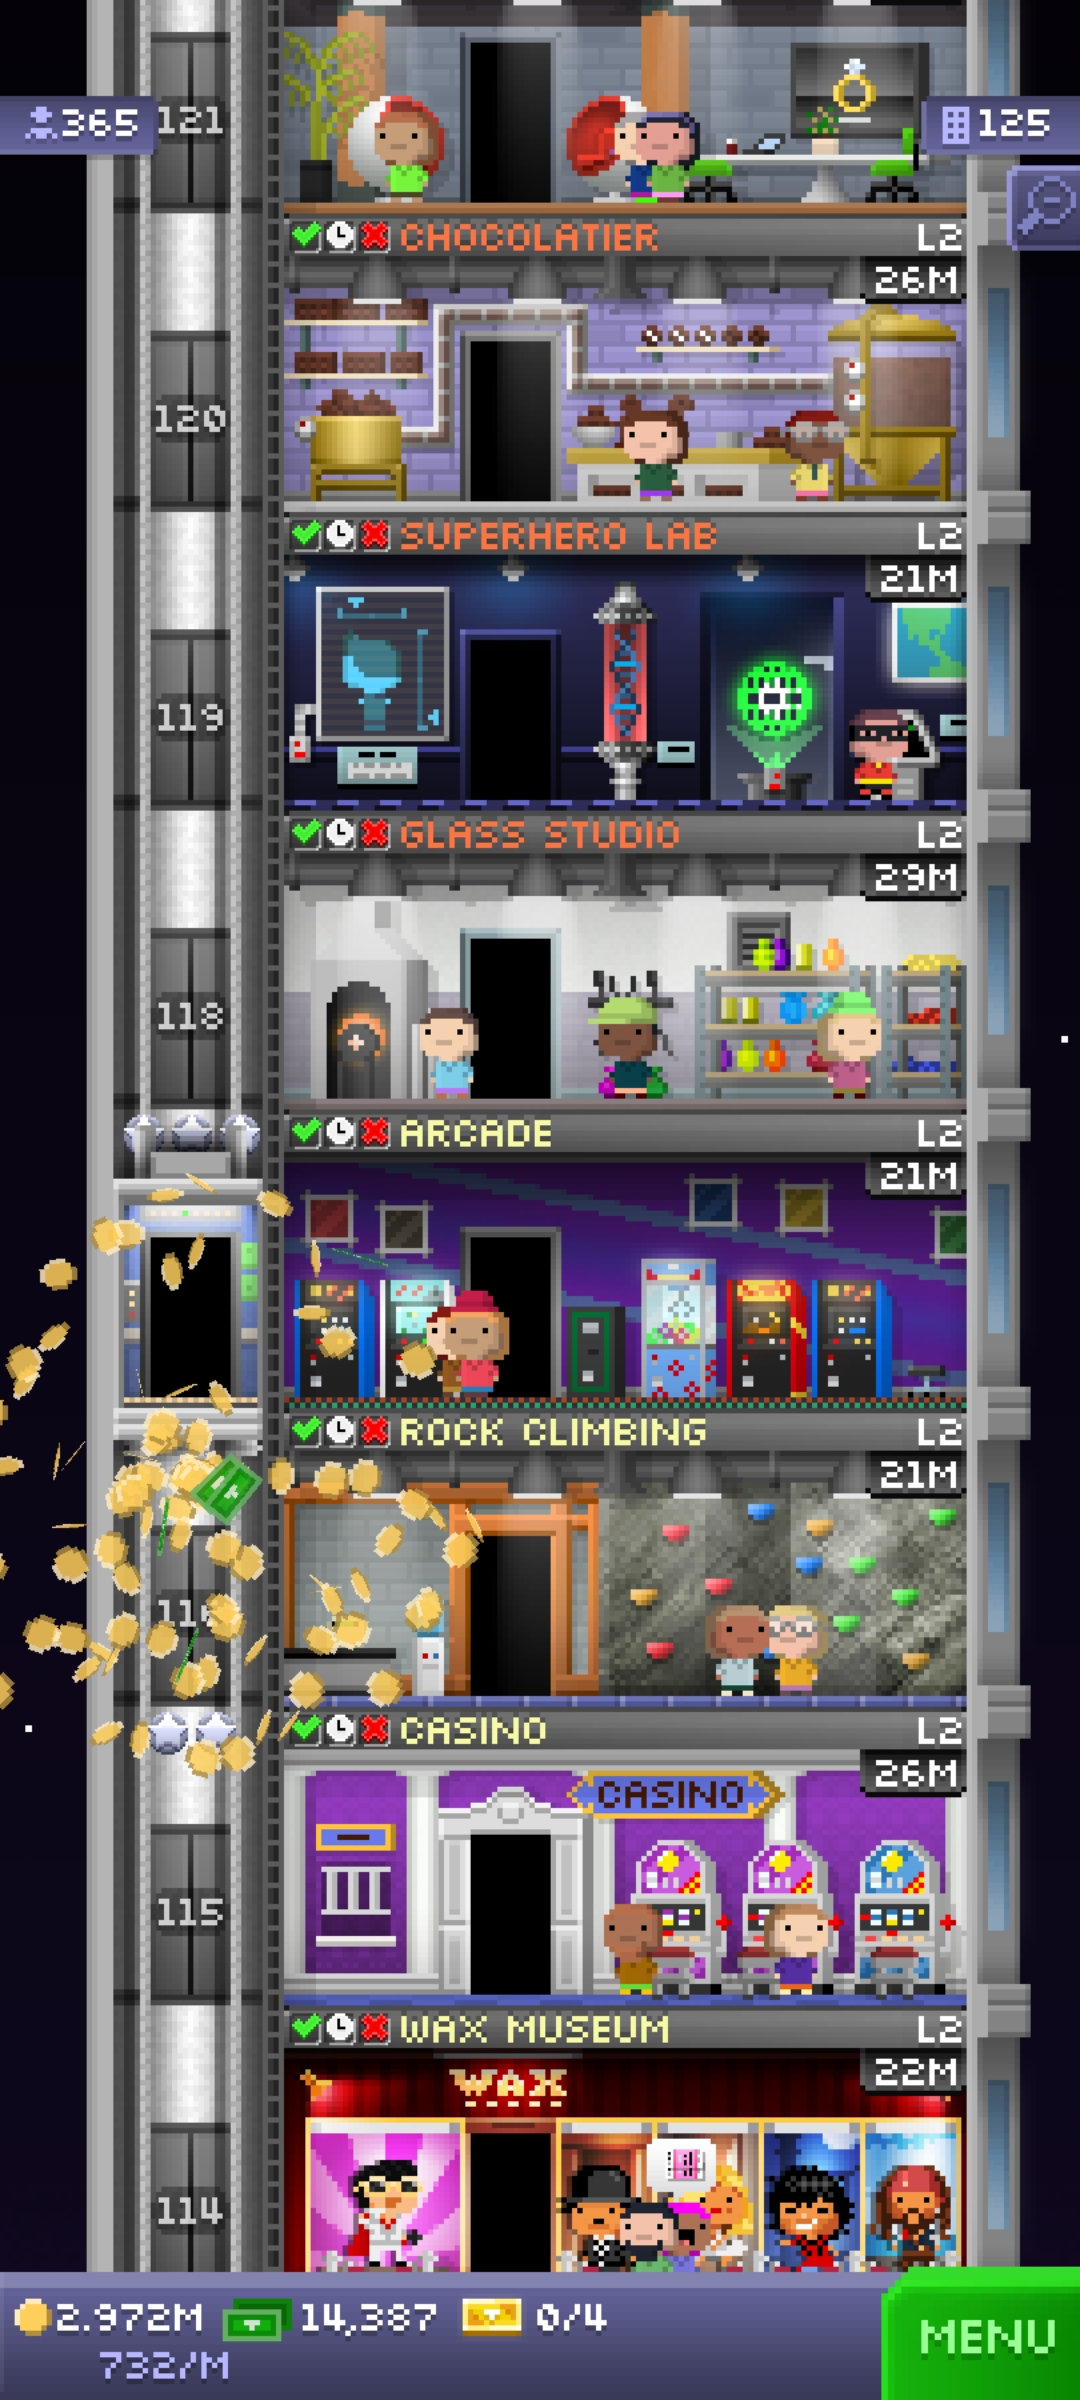 121
365
125
CHOCOLATIER L2
26M
120
SUPERHERO LAB L2
21M
119
GLASS STUDIO L2
29M
118
ARCADE L2
21M
ROCK CLIMBING L2
21M
CASINO L2
26M
CASINO
115
WAX MUSEUM L2
22M
WAX
114
2.972M 14,387 0/4
732/M
MENU